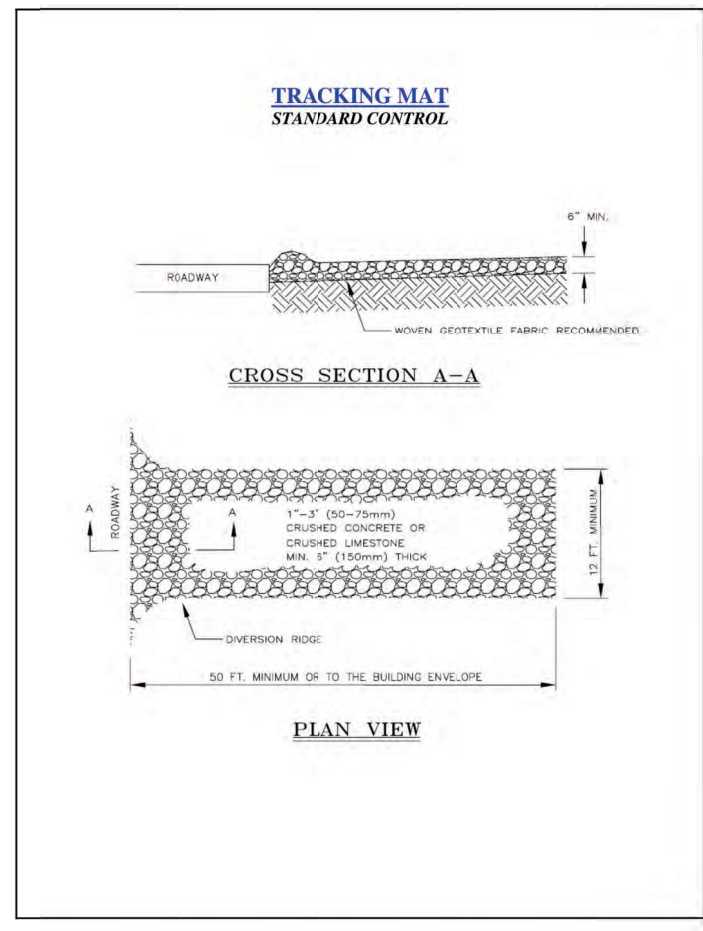 TRACKING MAT
STANDARD CONTROL
6" MIN.
ROADWAY
WOVEN GEOTEXTILE FABRIC RECOMMENDED
CROSS SECTION A-A
ROADWAY
A
A
1"-3" (50-75mm)
CRUSHED CONCRETE OR
CRUSHED LIMESTONE
MIN. 6" (150mm) THICK
12 FT. MINIMUM
DIVERSION RIDGE
50 FT. MINIMUM OR TO THE BUILDING ENVELOPE
PLAN VIEW